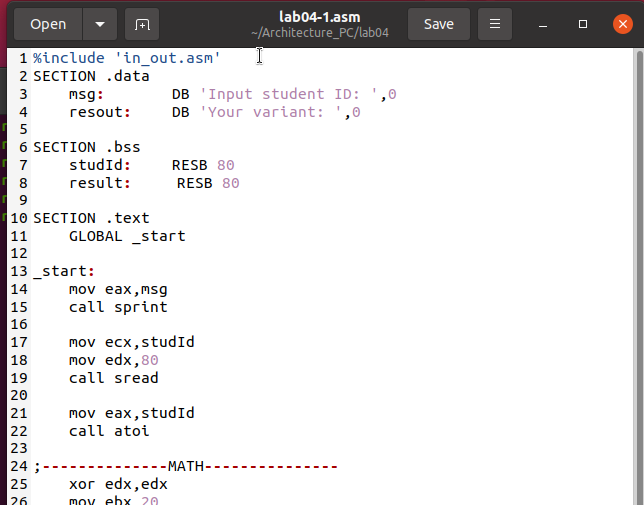 Open
lab04-1.asm
~/Architecture_PC/lab04
Save
1 %include 'in_out.asm'
2 SECTION .data
3     msg:        DB 'Input student ID: ',0
4     resout:     DB 'Your variant: ',0
5
6 SECTION .bss
7     studId:     RESB 80
8     result:      RESB 80
9
10 SECTION .text
11     GLOBAL _start
12
13 _start:
14     mov eax,msg
15     call sprint
16
17     mov ecx,studId
18     mov edx,80
19     call sread
20
21     mov eax,studId
22     call atoi
23
24 ;--------------MATH---------------
25     xor edx,edx
26     mov ebx,20